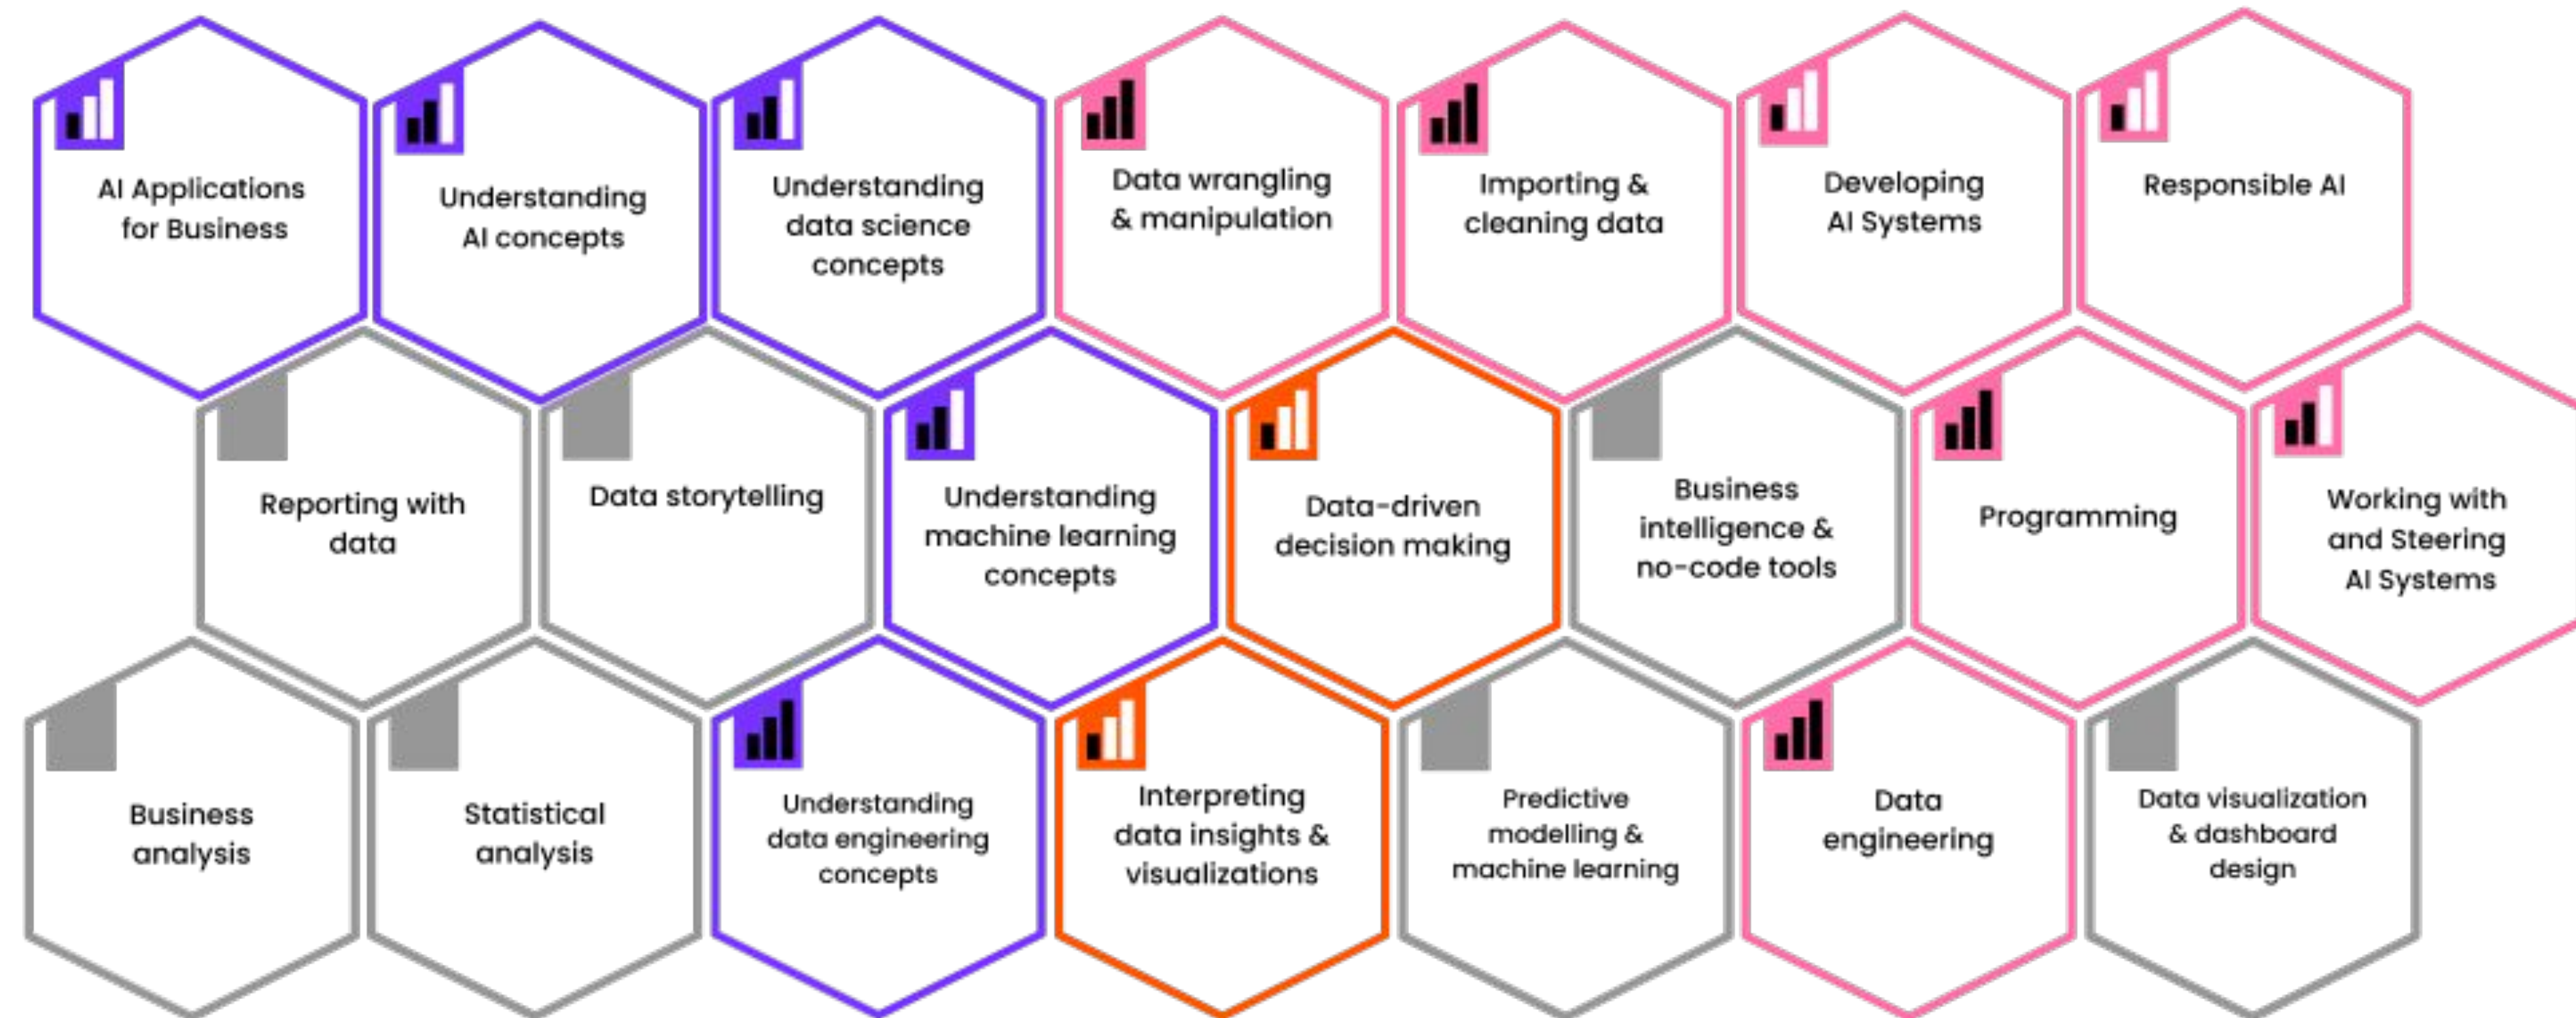 AI Applications
for Business
Understanding
AI concepts
Understanding
data science
concepts
Data wrangling
& manipulation
Importing &
cleaning data
Developing
AI Systems
Responsible AI
Reporting with
data
Data storytelling
Understanding
machine learning
concepts
Data-driven
decision making
Business
intelligence &
no-code tools
Programming
Working with
and Steering
AI Systems
Business
analysis
Statistical
analysis
Understanding
data engineering
concepts
Interpreting
data insights &
visualizations
Predictive
modelling &
machine learning
Data
engineering
Data visualization
& dashboard
design